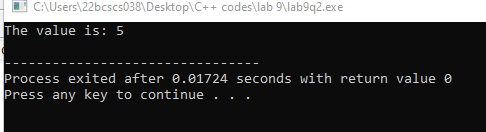 C:\Users\22bcscs038\Desktop\C++ codes\lab 9\lab9q2.exe
The value is: 5
--------------------------------
Process exited after 0.01724 seconds with return value 0
Press any key to continue . . .